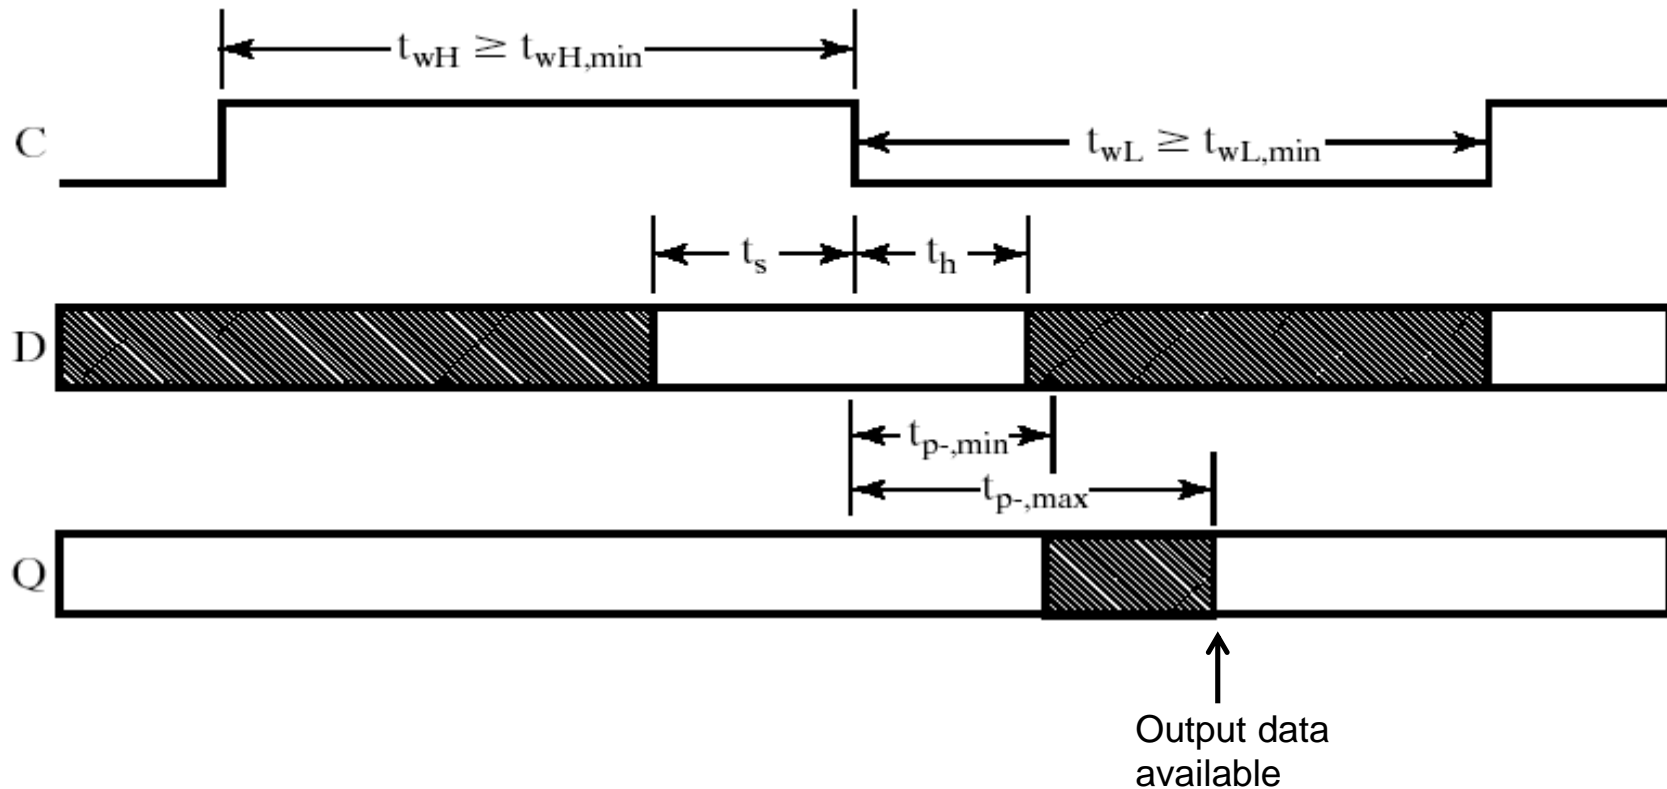 t_wH ≥ t_wH,min
C
t_wL ≥ t_wL,min
t_s
t_h
D
t_p-,min
t_p-,max
Q
Output data
available